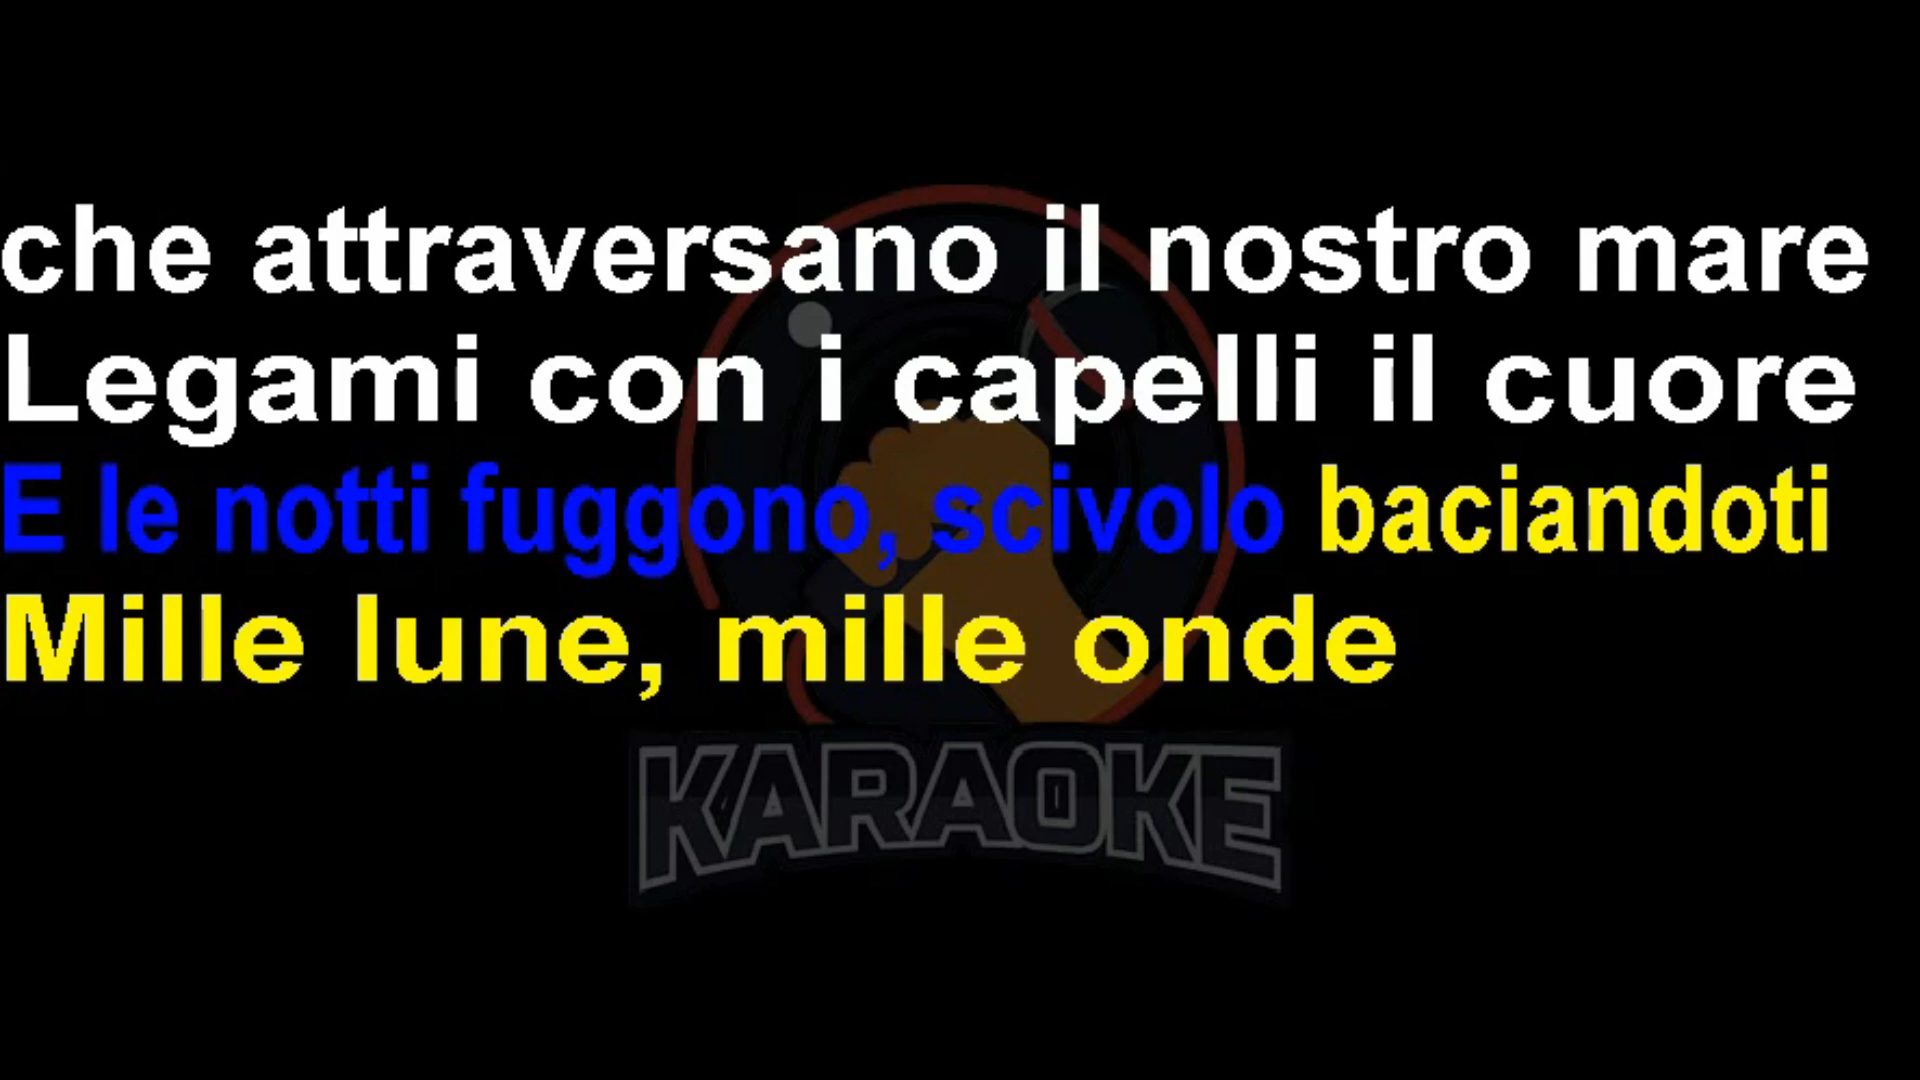 che attraversano il nostro mare
Legami con i capelli il cuore
E le notti fuggono, scivolo baciandoti
Mille lune, mille onde
KARAOKE